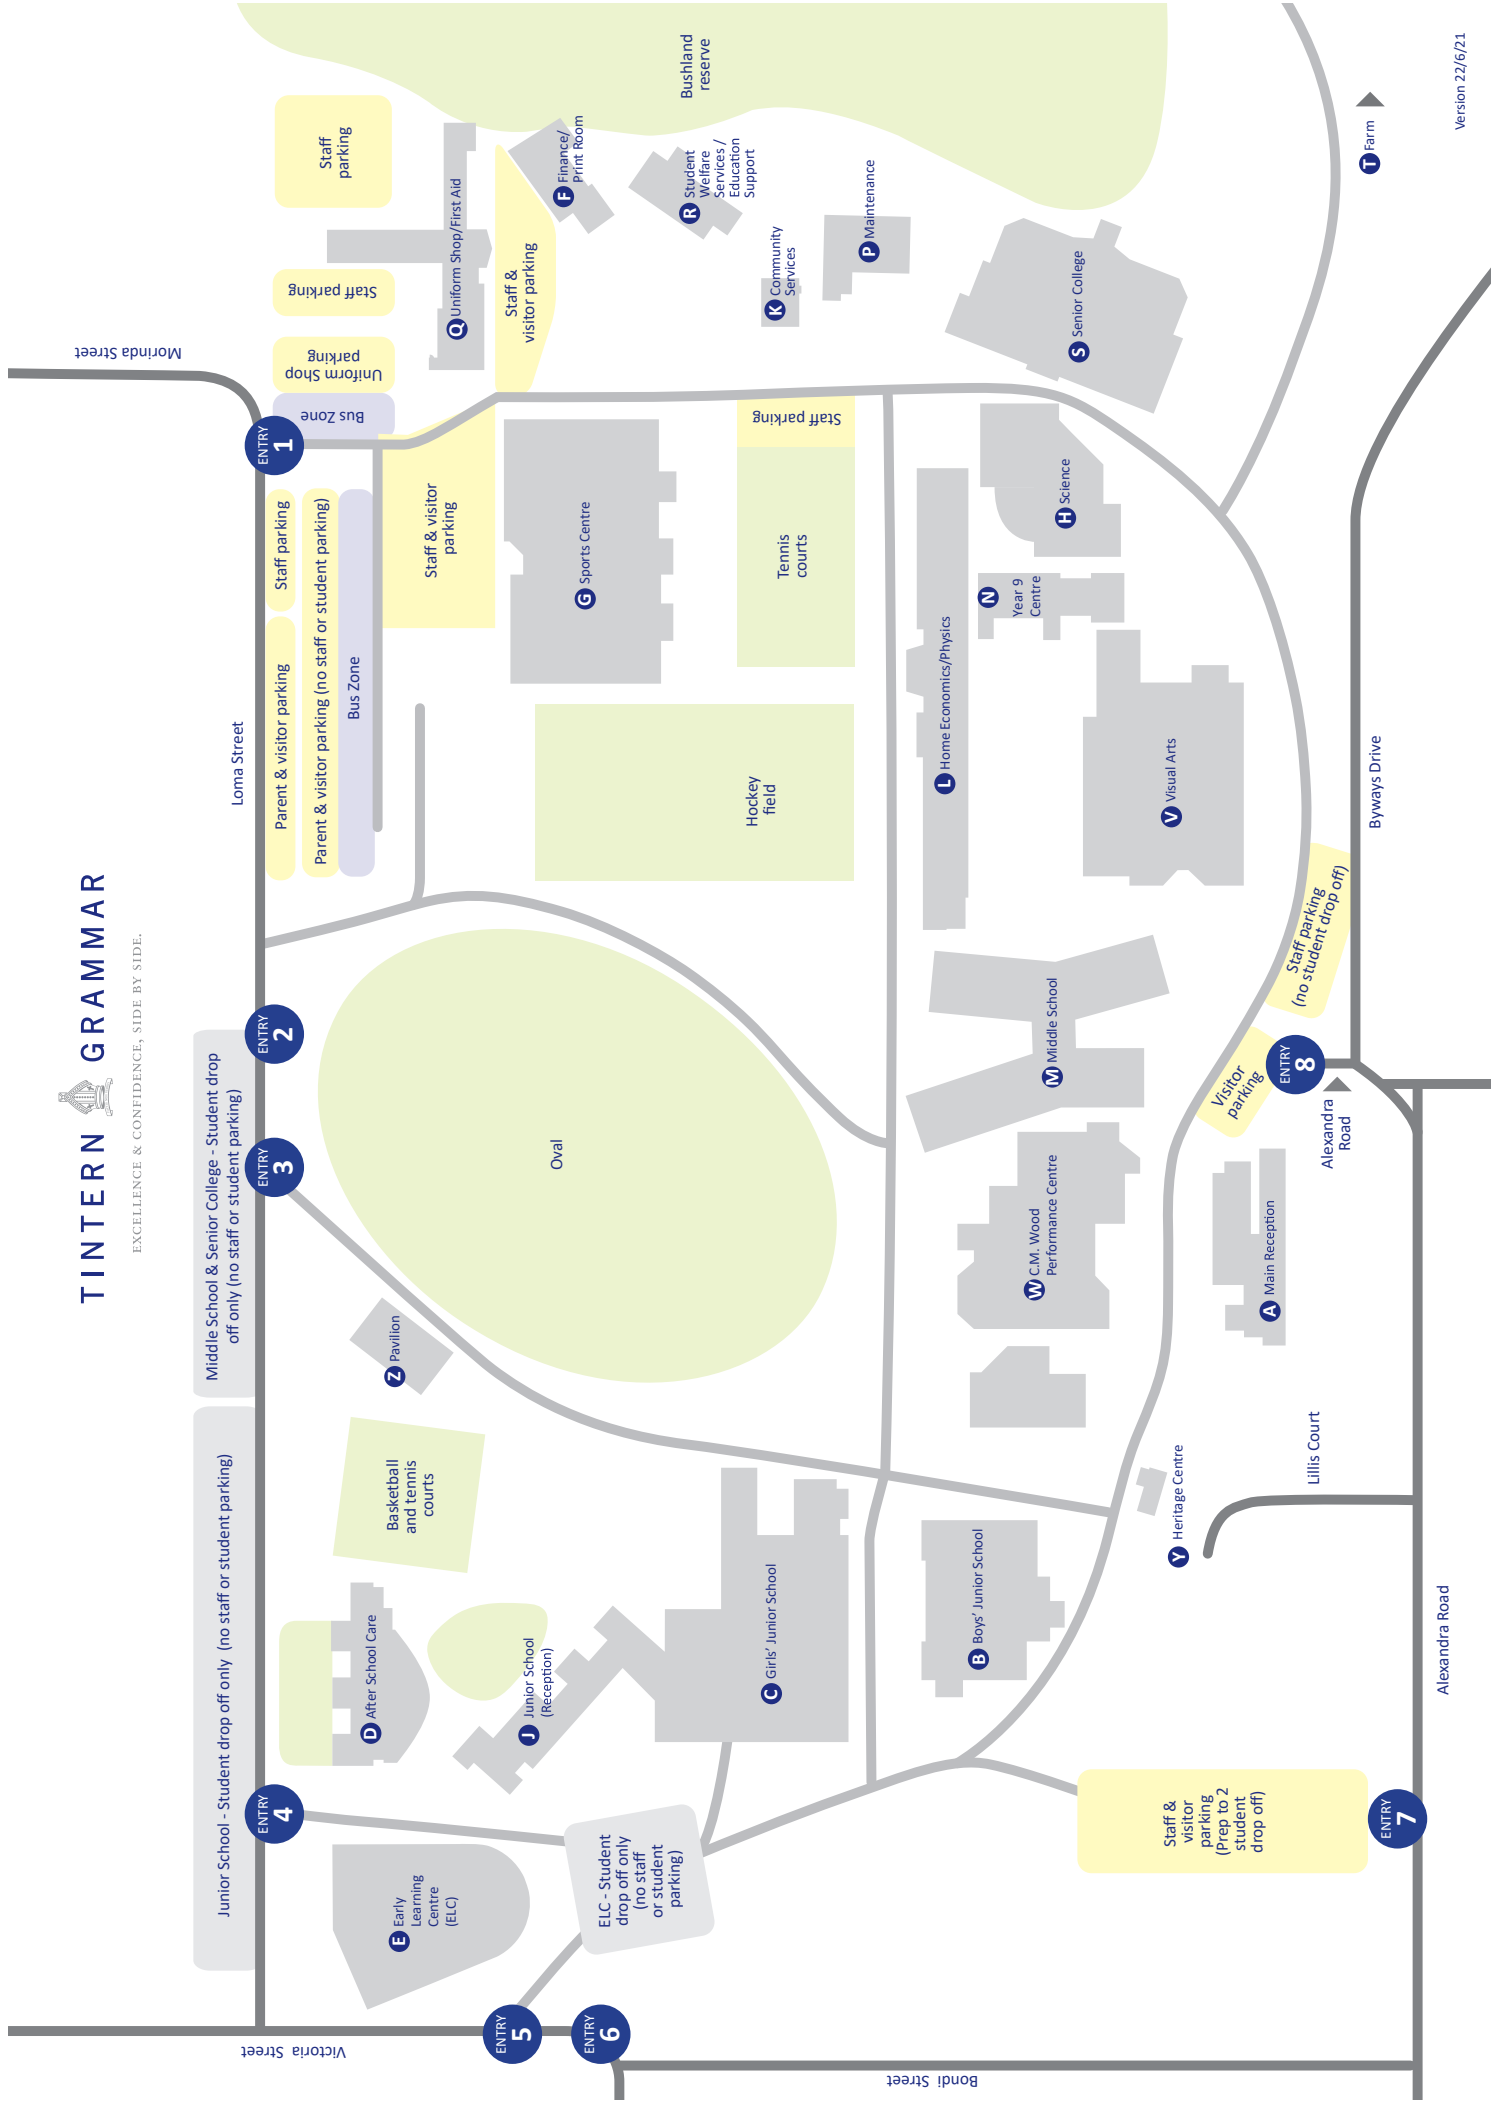 TINTERN GRAMMAR
EXCELLENCE & CONFIDENCE, SIDE BY SIDE.
Junior School - Student drop off only (no staff or student parking)
Middle School & Senior College - Student drop
off only (no staff or student parking)
Loma Street
Morinda Street
Victoria Street
ENTRY
4
ENTRY
3
ENTRY
2
ENTRY
1
Parent & visitor parking
Staff parking
Parent & visitor parking (no staff or student parking)
Bus Zone
Bus Zone
Uniform Shop
parking
Staff parking
Staff
parking
E Early
Learning
Centre
(ELC)
D After School Care
Basketball
and tennis
courts
Z Pavilion
Staff & visitor
parking
Q Uniform Shop/First Aid
ENTRY
5
ENTRY
6
J Junior School
(Reception)
Oval
G Sports Centre
Staff &
visitor parking
F Finance/
Print Room
ELC - Student
drop off only
(no staff
or student
parking)
R Student
Welfare
Services /
Education
Support
Bushland
reserve
C Girls' Junior School
Hockey
field
Tennis
courts
Staff parking
K Community
Services
P Maintenance
Bondi Street
B Boys' Junior School
W C.M. Wood
Performance Centre
M Middle School
L Home Economics/Physics
N
Year 9
Centre
H Science
S Senior College
Y Heritage Centre
V Visual Arts
Staff &
visitor
parking
(Prep to 2
student
drop off)
A Main Reception
Visitor
parking
Staff parking
(no student drop off)
Lillis Court
ENTRY
8
Alexandra
Road
Byways Drive
T Farm
ENTRY
7
Alexandra Road
Version 22/6/21